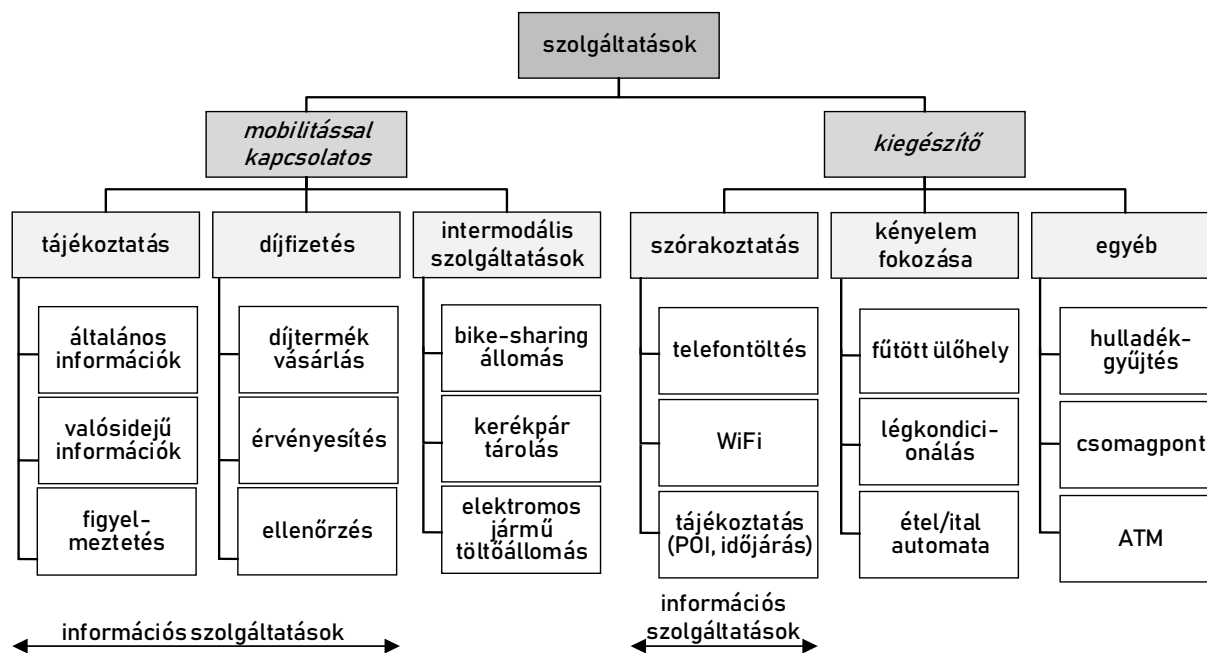 szolgáltatások
mobilitással
kapcsolatos
kiegészítő
tájékoztatás
díjfizetés
intermodális
szolgáltatások
szórakoztatás
kényelem
fokozása
egyéb
általános
információk
díjtermék
vásárlás
bike-sharing
állomás
telefontöltés
fűtött ülőhely
hulladék-
gyűjtés
valósidejű
információk
érvényesítés
kerékpár
tárolás
WiFi
légkondici-
onálás
csomagpont
figyel-
meztetés
ellenőrzés
elektromos
jármű
töltőállomás
tájékoztatás
(POI, időjárás)
étel/ital
automata
ATM
információs szolgáltatások
információs
szolgáltatások